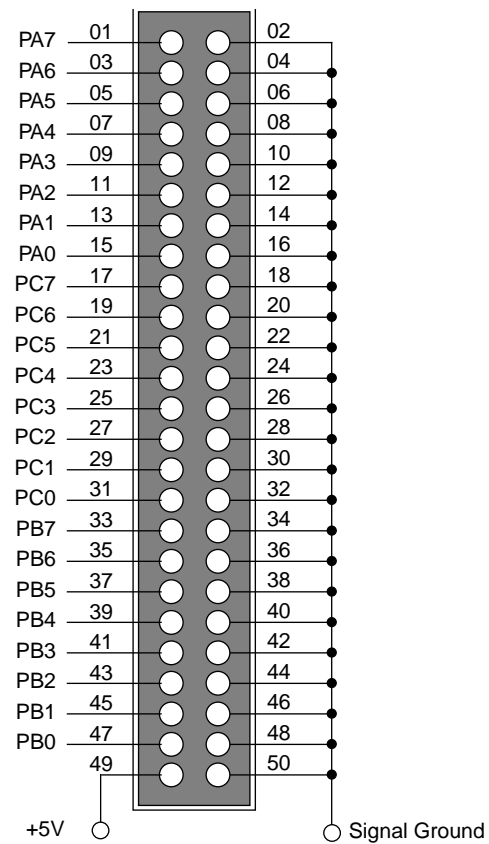 PA7 01 02
PA6 03 04
PA5 05 06
PA4 07 08
PA3 09 10
PA2 11 12
PA1 13 14
PA0 15 16
PC7 17 18
PC6 19 20
PC5 21 22
PC4 23 24
PC3 25 26
PC2 27 28
PC1 29 30
PC0 31 32
PB7 33 34
PB6 35 36
PB5 37 38
PB4 39 40
PB3 41 42
PB2 43 44
PB1 45 46
PB0 47 48
49 50
+5V Signal Ground